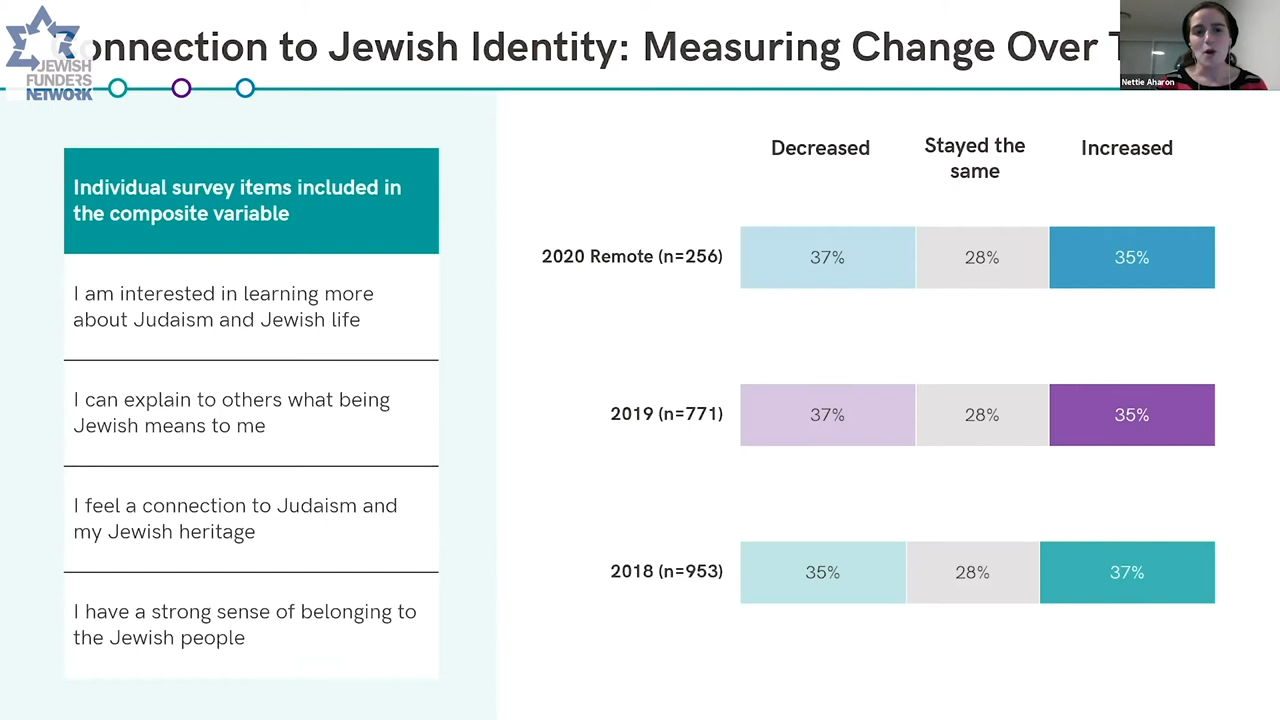 onnection to Jewish Identity: Measuring Change Over
JEWISH
FUNDERS
NETWORK
Nettie Aharon
Individual survey items included in
the composite variable
I am interested in learning more
about Judaism and Jewish life
I can explain to others what being
Jewish means to me
I feel a connection to Judaism and
my Jewish heritage
I have a strong sense of belonging to
the Jewish people
Decreased
Stayed the
same
Increased
2020 Remote (n=256)
37%
28%
35%
2019 (n=771)
37%
28%
35%
2018 (n=953)
35%
28%
37%